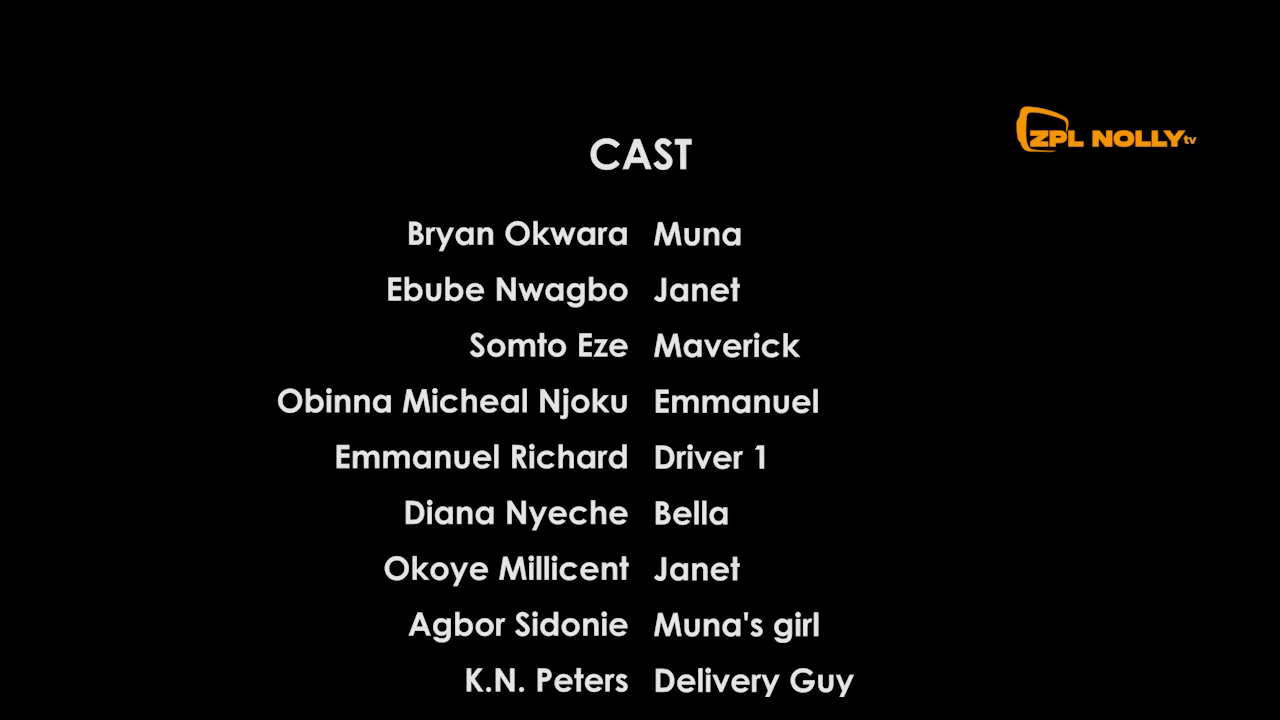 ZPL NOLLY tv
CAST
Bryan Okwara Muna
Ebube Nwagbo Janet
Somto Eze Maverick
Obinna Micheal Njoku Emmanuel
Emmanuel Richard Driver 1
Diana Nyeche Bella
Okoye Millicent Janet
Agbor Sidonie Muna's girl
K.N. Peters Delivery Guy